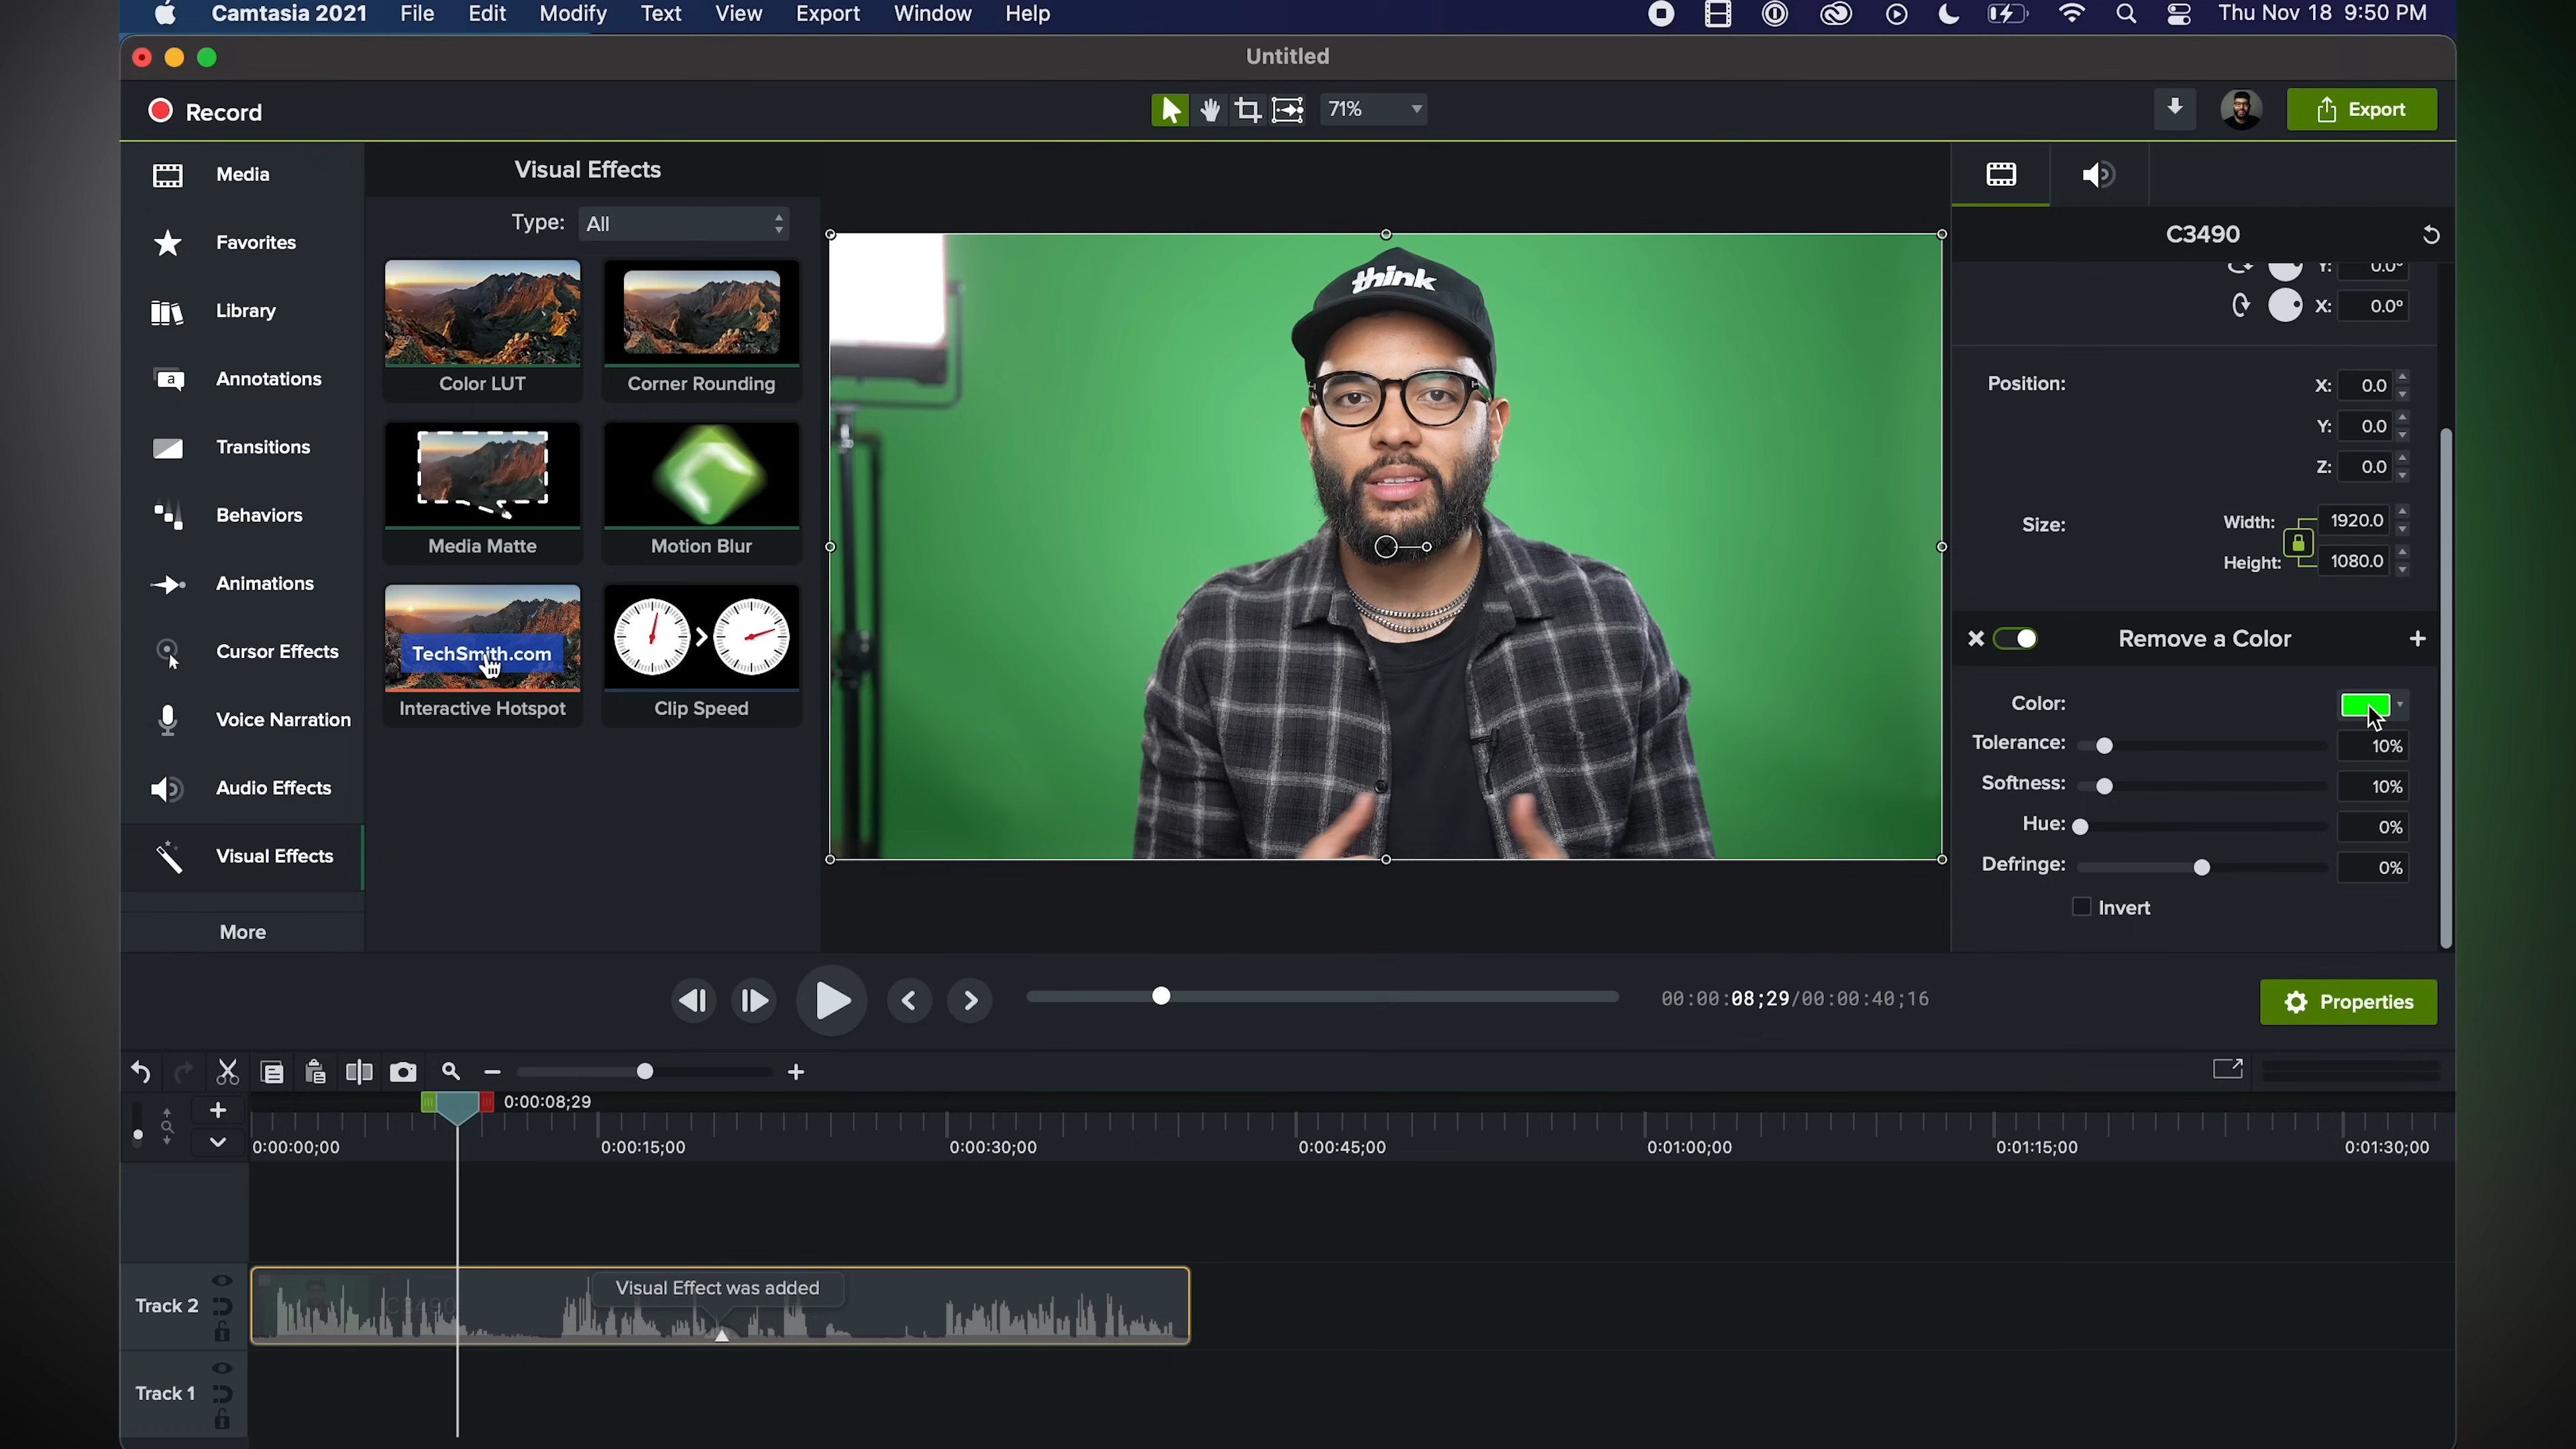 Camtasia 2021 File Edit Modify Text View Export Window Help Thu Nov 18 9:50 PM
Untitled
Record 71% Export
Media
Favorites
Library
Annotations
Transitions
Behaviors
Animations
Cursor Effects
Voice Narration
Audio Effects
Visual Effects
More
Visual Effects
Type: All
Color LUT Corner Rounding
a
Media Matte Motion Blur
TechSmith.com
Interactive Hotspot Clip Speed
think
C3490
Y: 0.0°
X: 0.0°
Position: X: 0.0
Y: 0.0
Z: 0.0
Size: Width: 1920.0
Height: 1080.0
Remove a Color
Color:
Tolerance: 10%
Softness: 10%
Hue: 0%
Defringe: 0%
Invert
00:00:08;29/00:00:40;16
Properties
0:00:08;29
0:00:00;00 0:00:15;00 0:00:30;00 0:00:45;00 0:01:00;00 0:01:15;00 0:01:30;00
Track 2 C3490 Visual Effect was added
Track 1